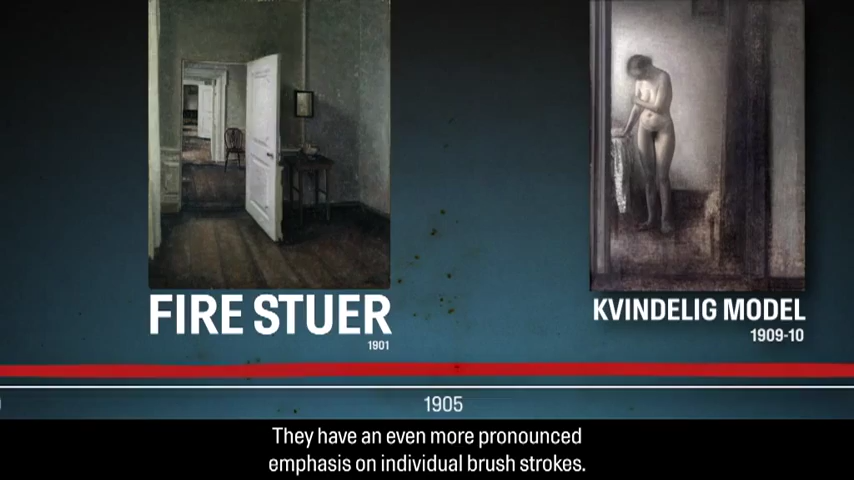 FIRE STUER
1901
KVINDELIG MODEL
1909-10
1905
They have an even more pronounced
emphasis on individual brush strokes.